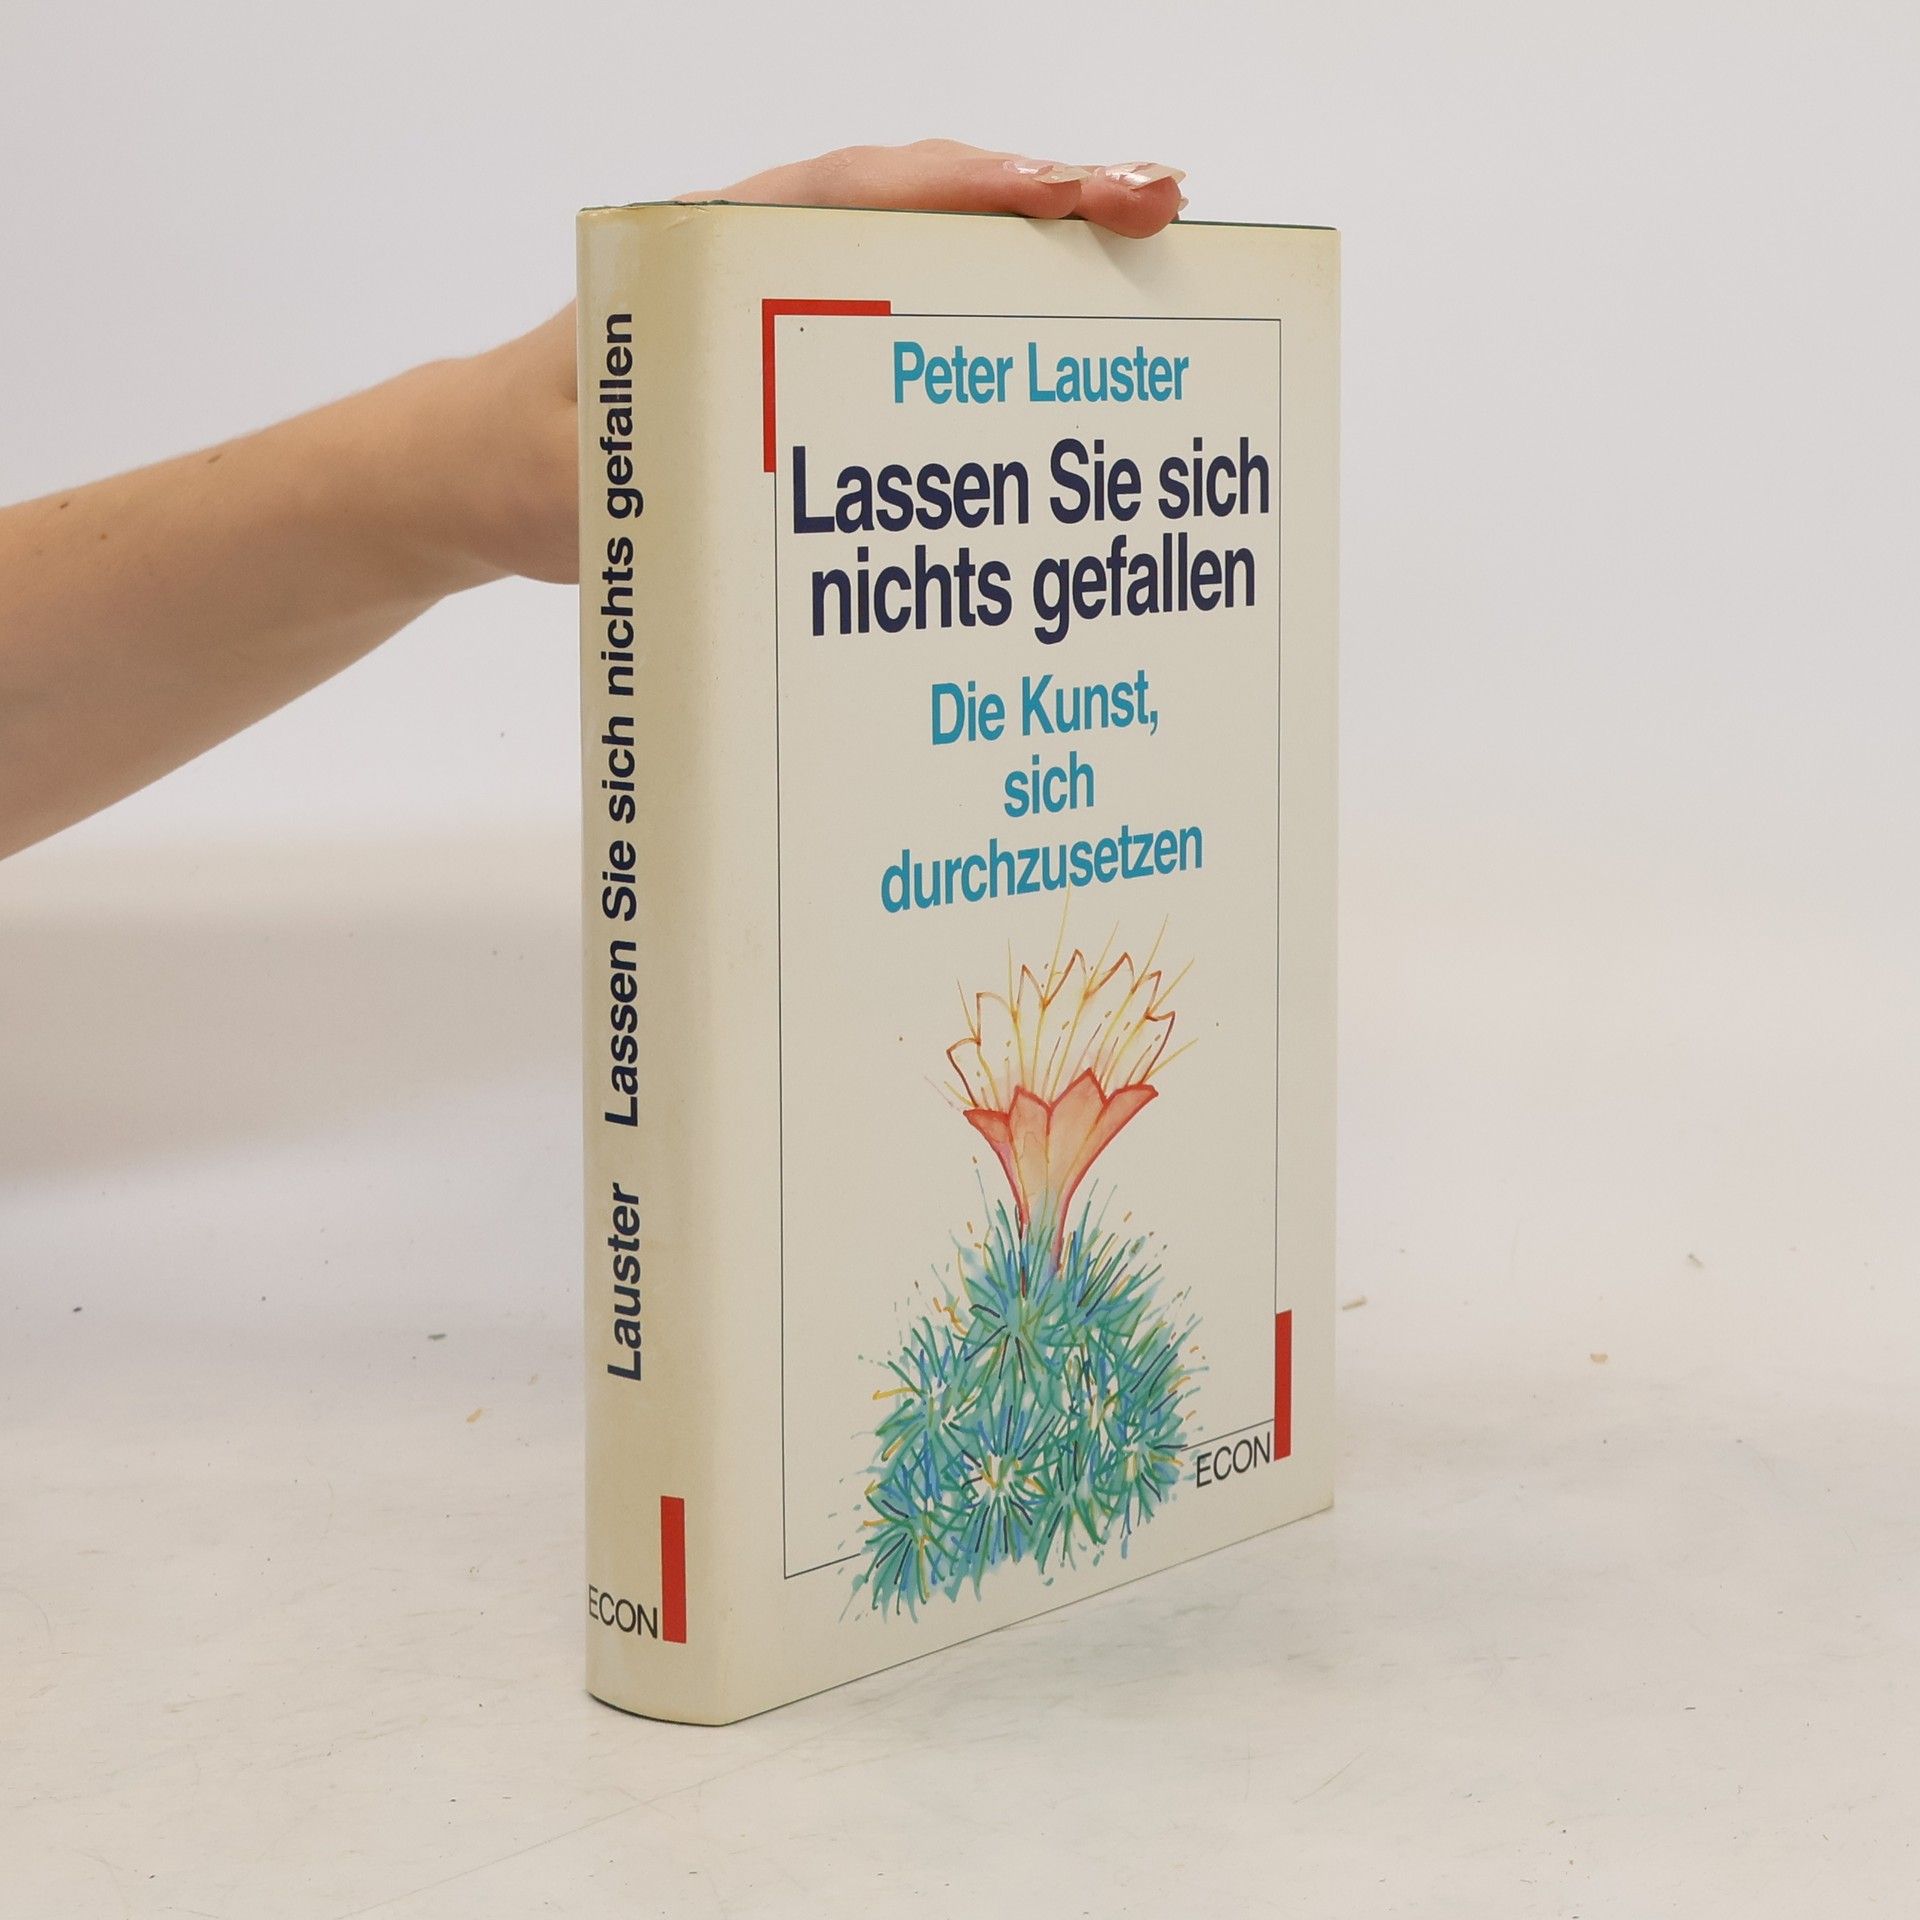 Lauster Lassen Sie sich nichts gefallen
ECON
Peter Lauster
Lassen Sie sich
nichts gefallen
Die Kunst,
sich
durchzusetzen
ECON